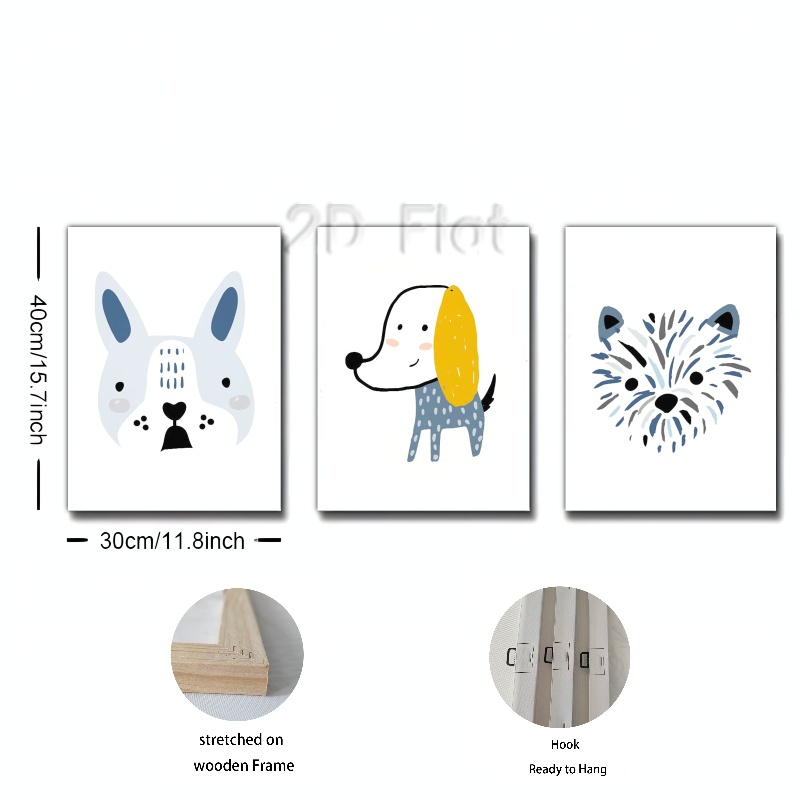 2D Flat
40cm/15.7inch
30cm/11.8inch
stretched on
wooden Frame
Hook
Ready to Hang